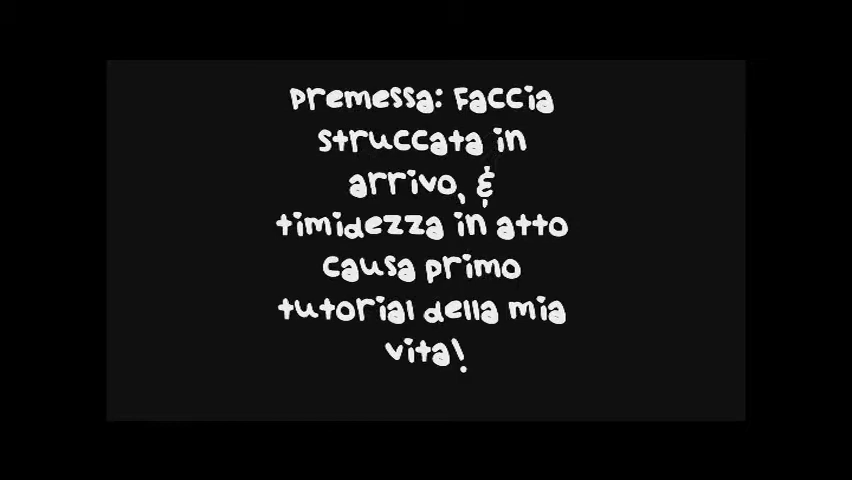 Premessa: Faccia
struccata in
arrivo, &
timidezza in atto
causa primo
tutorial della mia
vita!